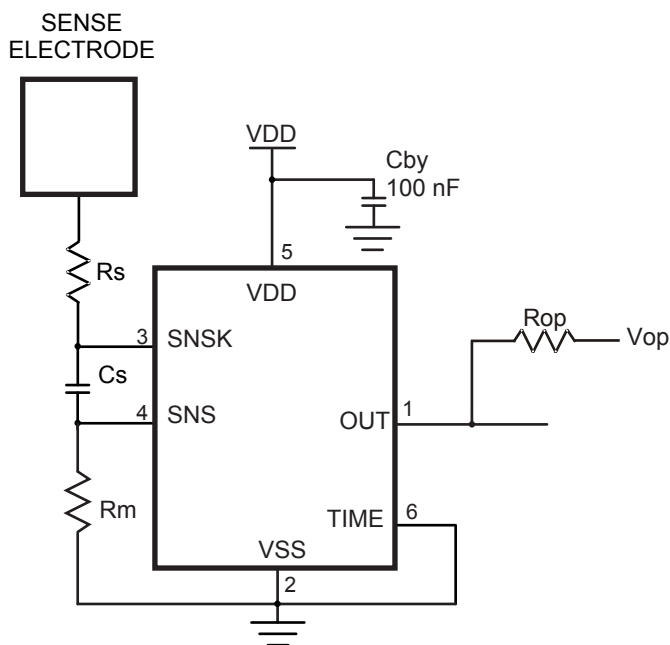 SENSE
ELECTRODE
VDD
Cby
100 nF
5
Rs
VDD
Rop
Vop
3
SNSK
Cs
1
4
SNS
OUT
Rm
6
TIME
VSS
2